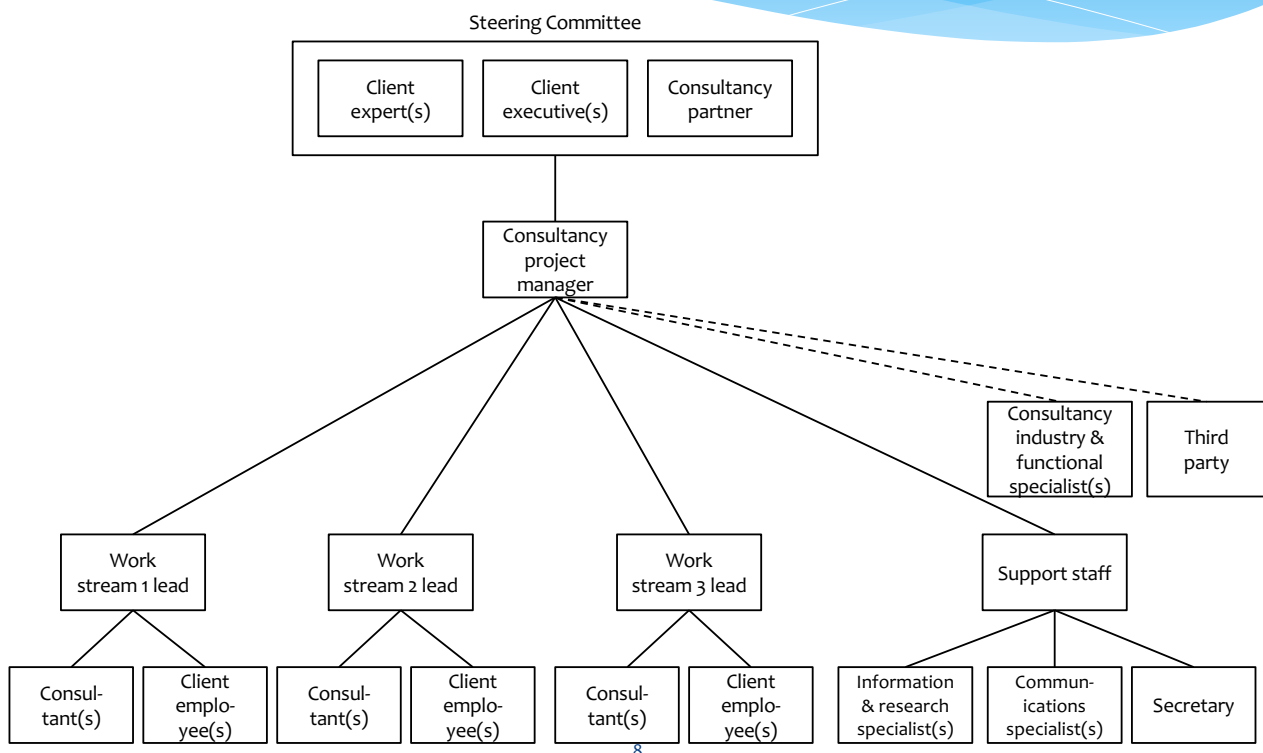 Steering Committee
Client
expert(s)
Client
executive(s)
Consultancy
partner
Consultancy
project
manager
Consultancy
industry &
functional
specialist(s)
Third
party
Work
stream 1 lead
Work
stream 2 lead
Work
stream 3 lead
Support staff
Consul-
tant(s)
Client
emplo-
yee(s)
Consul-
tant(s)
Client
emplo-
yee(s)
Consul-
tant(s)
Client
emplo-
yee(s)
Information
& research
specialist(s)
Commun-
ications
specialist(s)
Secretary
8